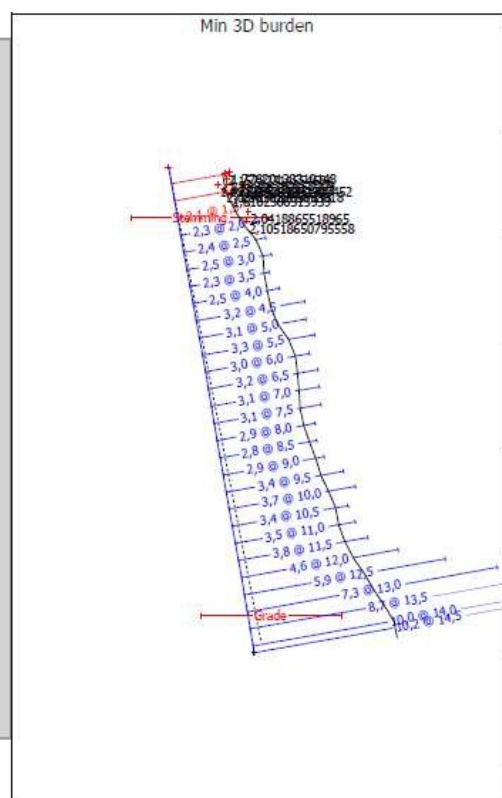 Min 3D burden
Stemming
2,0418865518965
2,10518650795558
2,3 @ 2,0
2,4 @ 2,5
2,5 @ 3,0
2,3 @ 3,5
2,5 @ 4,0
3,2 @ 4,5
3,1 @ 5,0
3,3 @ 5,5
3,0 @ 6,0
3,2 @ 6,5
3,1 @ 7,0
3,1 @ 7,5
2,9 @ 8,0
2,8 @ 8,5
2,9 @ 9,0
3,4 @ 9,5
3,7 @ 10,0
3,4 @ 10,5
3,5 @ 11,0
3,8 @ 11,5
4,6 @ 12,0
5,9 @ 12,5
7,3 @ 13,0
8,7 @ 13,5
Grade
10,0 @ 14,0
10,2 @ 14,5